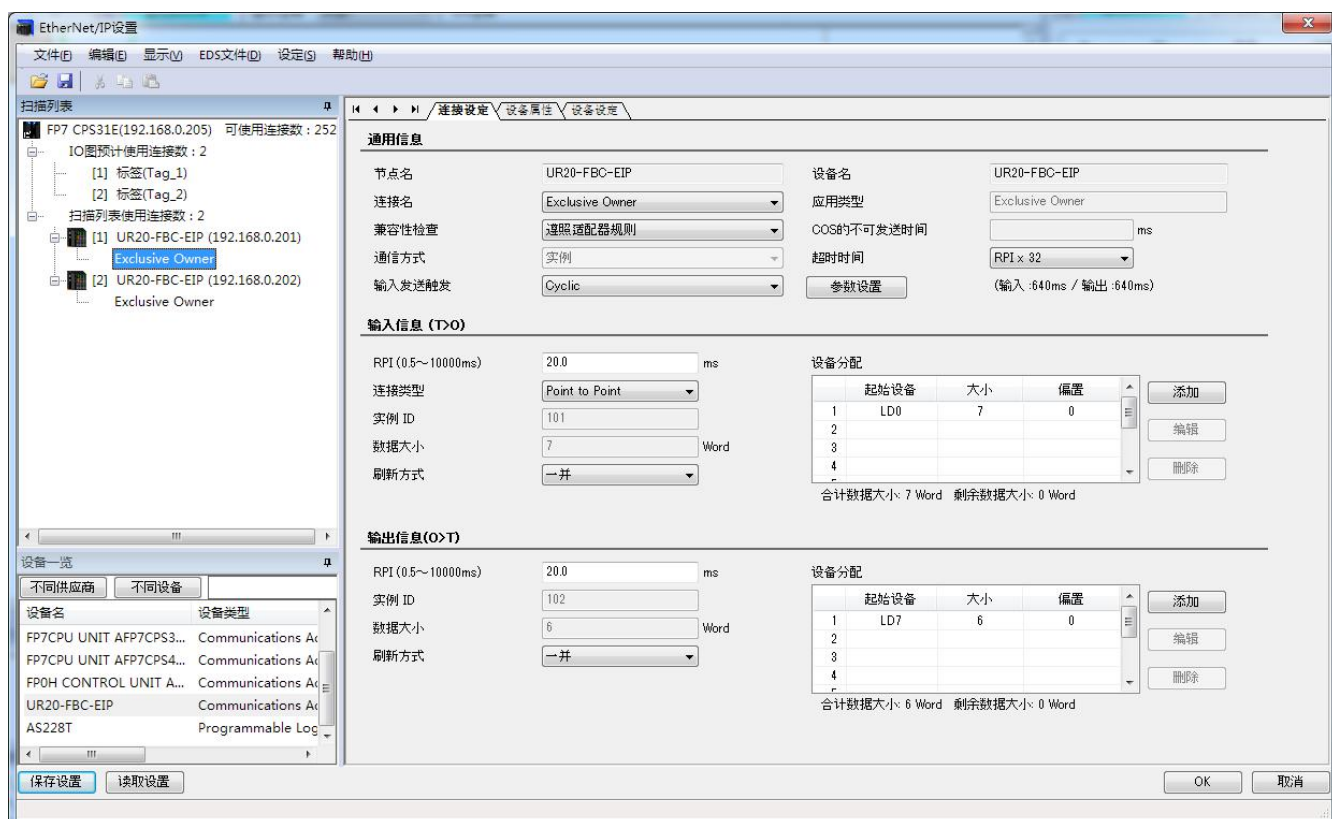 EtherNet/IP设置
文件(F) 编辑(E) 显示(V) EDS文件(D) 设定(S) 帮助(H)
扫描列表
FP7 CPS31E(192.168.0.205) 可使用连接数 : 252
IO图预计使用连接数 : 2
[1] 标签(Tag_1)
[2] 标签(Tag_2)
扫描列表使用连接数 : 2
[1] UR20-FBC-EIP (192.168.0.201)
Exclusive Owner
[2] UR20-FBC-EIP (192.168.0.202)
Exclusive Owner
设备一览
不同供应商 不同设备
设备名 设备类型
FP7CPU UNIT AFP7CPS3... Communications Ad
FP7CPU UNIT AFP7CPS4... Communications Ad
FP0H CONTROL UNIT A... Communications Ad
UR20-FBC-EIP Communications Ad
AS228T Programmable Log
连接设定 设备属性 设备设定
通用信息
节点名 UR20-FBC-EIP 设备名 UR20-FBC-EIP
连接名 Exclusive Owner 应用类型 Exclusive Owner
兼容性检查 遵照适配器规则 COS的不可发送时间 ms
通信方式 实例 超时时间 RPI x 32
输入发送触发 Cyclic 参数设置 (输入 :640ms / 输出 :640ms)
输入信息 (T>O)
RPI (0.5～10000ms) 20.0 ms 设备分配
连接类型 Point to Point
实例 ID 101
数据大小 7 Word
刷新方式 一并
起始设备 大小 偏置
1 LD0 7 0
2
3
4
添加
编辑
删除
合计数据大小: 7 Word 剩余数据大小: 0 Word
输出信息(O>T)
RPI (0.5～10000ms) 20.0 ms 设备分配
实例 ID 102
数据大小 6 Word
刷新方式 一并
起始设备 大小 偏置
1 LD7 6 0
2
3
4
添加
编辑
删除
合计数据大小: 6 Word 剩余数据大小: 0 Word
保存设置 读取设置 OK 取消